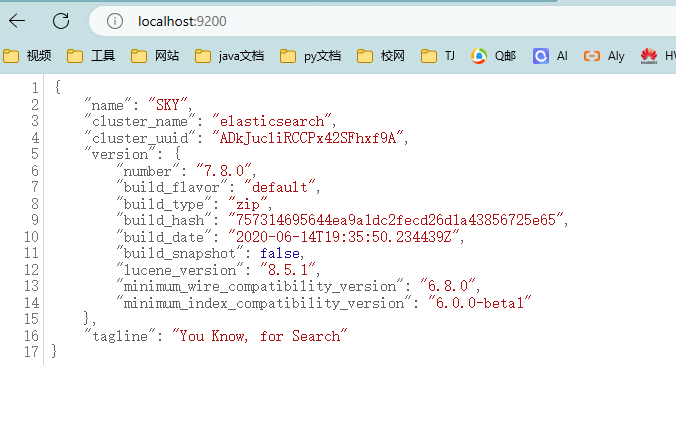 localhost:9200
视频 工具 网站 java文档 py文档 校网 TJ Q邮 AI Aly HUAWEI HV
1 {
2 "name": "SKY",
3 "cluster_name": "elasticsearch",
4 "cluster_uuid": "ADkJuc1iRCCPx42SFhxf9A",
5 "version": {
6 "number": "7.8.0",
7 "build_flavor": "default",
8 "build_type": "zip",
9 "build_hash": "757314695644ea9a1dc2fecd26d1a43856725e65",
10 "build_date": "2020-06-14T19:35:50.234439Z",
11 "build_snapshot": false,
12 "lucene_version": "8.5.1",
13 "minimum_wire_compatibility_version": "6.8.0",
14 "minimum_index_compatibility_version": "6.0.0-beta1"
15 },
16 "tagline": "You Know, for Search"
17 }